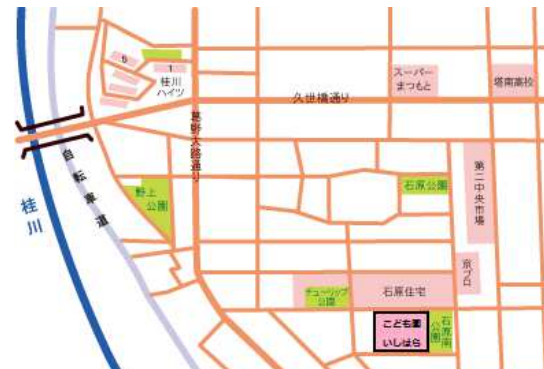 5
1
桂川
ハイツ
スーパー
まつもと
塔南高校
久世橋通り
葛野大路通り
自転車道
桂川
野上
公園
石原公園
第二中央市場
京プロ
チューリップ
公園
石原住宅
こども園
いしはら
石原南
公園